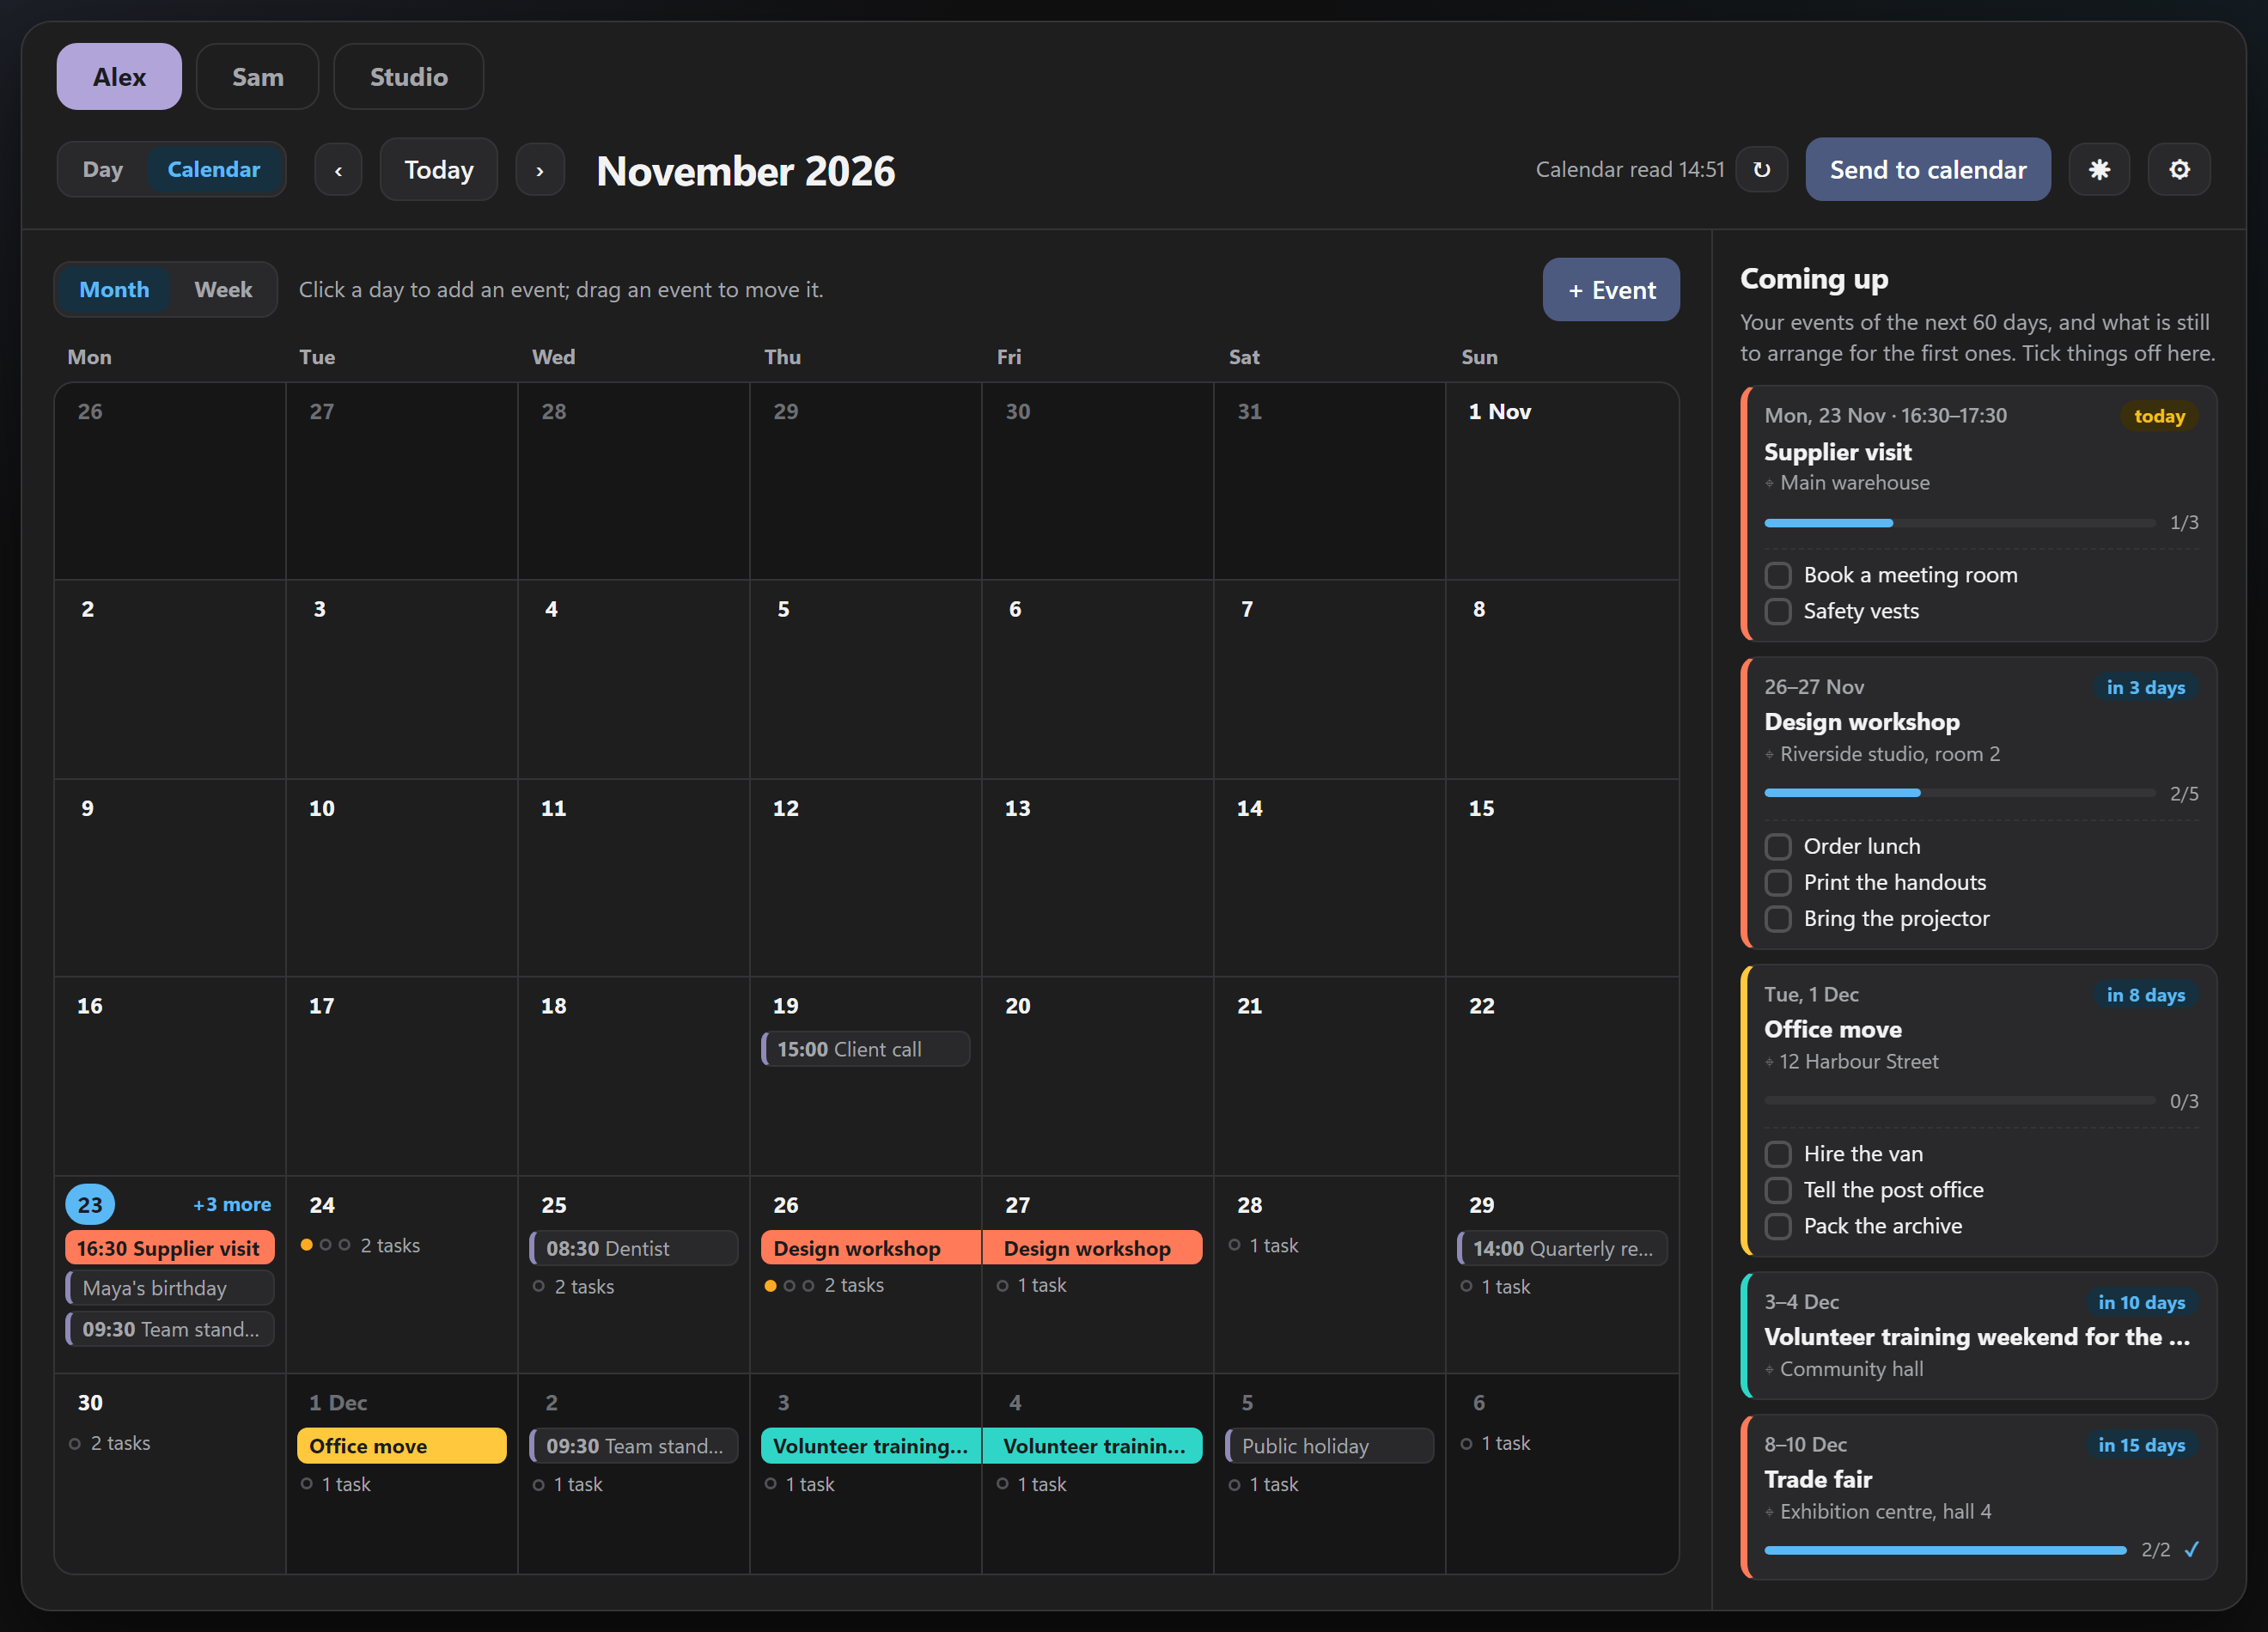 Alex Sam Studio
Day Calendar ‹ Today › November 2026 Calendar read 14:51 ↻ Send to calendar
Month Week Click a day to add an event; drag an event to move it. + Event
Mon Tue Wed Thu Fri Sat Sun
26 27 28 29 30 31 1 Nov
2 3 4 5 6 7 8
9 10 11 12 13 14 15
16 17 18 19 20 21 22
15:00 Client call
23 +3 more 24 25 26 27 28 29
16:30 Supplier visit 2 tasks 08:30 Dentist Design workshop Design workshop 1 task 14:00 Quarterly re...
Maya's birthday 2 tasks 2 tasks 1 task 1 task
09:30 Team stand...
30 1 Dec 2 3 4 5 6
2 tasks Office move 09:30 Team stand... Volunteer training... Volunteer trainin... Public holiday 1 task
1 task 1 task 1 task 1 task 1 task
Coming up
Your events of the next 60 days, and what is still
to arrange for the first ones. Tick things off here.
Mon, 23 Nov · 16:30–17:30 today
Supplier visit
Main warehouse
1/3
Book a meeting room
Safety vests
26–27 Nov in 3 days
Design workshop
Riverside studio, room 2
2/5
Order lunch
Print the handouts
Bring the projector
Tue, 1 Dec in 8 days
Office move
12 Harbour Street
0/3
Hire the van
Tell the post office
Pack the archive
3–4 Dec in 10 days
Volunteer training weekend for the ...
Community hall
8–10 Dec in 15 days
Trade fair
Exhibition centre, hall 4
2/2 ✓